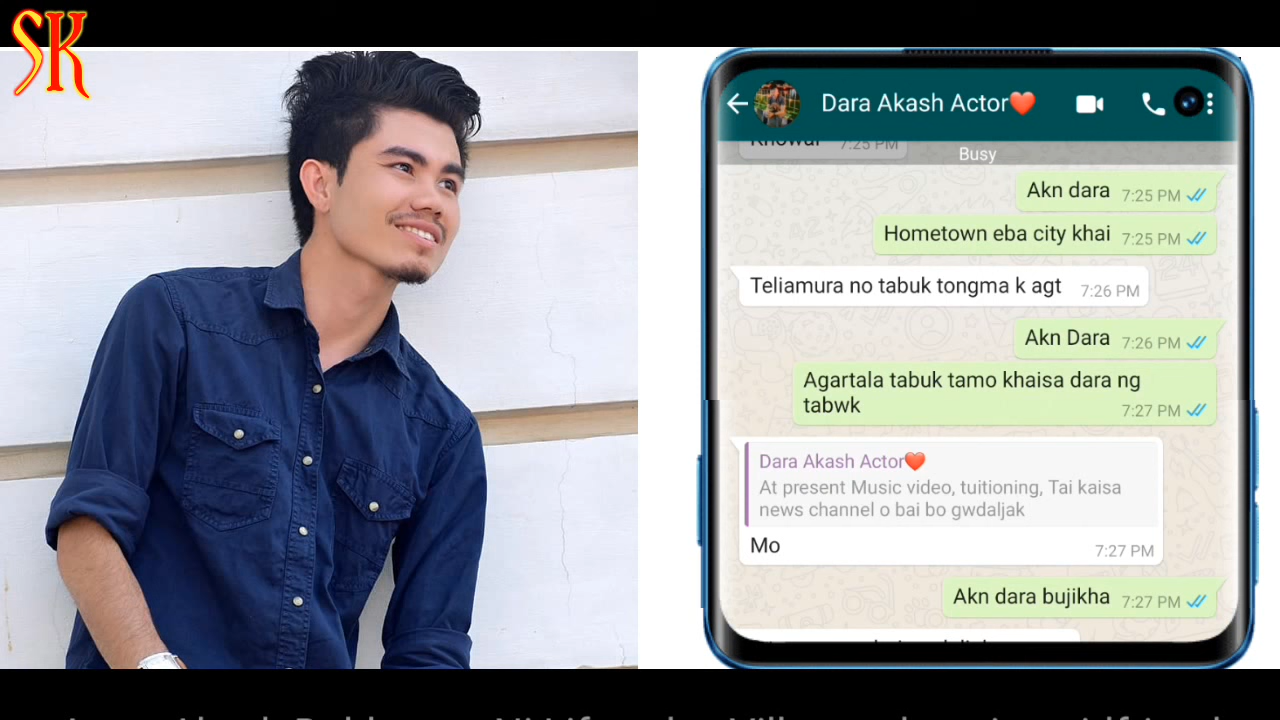 SK
Dara Akash Actor❤️
7:25 PM
Busy
Akn dara 7:25 PM
Hometown eba city khai 7:25 PM
Teliamura no tabuk tongma k agt 7:26 PM
Akn Dara 7:26 PM
Agartala tabuk tamo khaisa dara ng
tabwk 7:27 PM
Dara Akash Actor❤️
At present Music video, tuitioning, Tai kaisa
news channel o bai bo gwdaljak
Mo 7:27 PM
Akn dara bujikha 7:27 PM